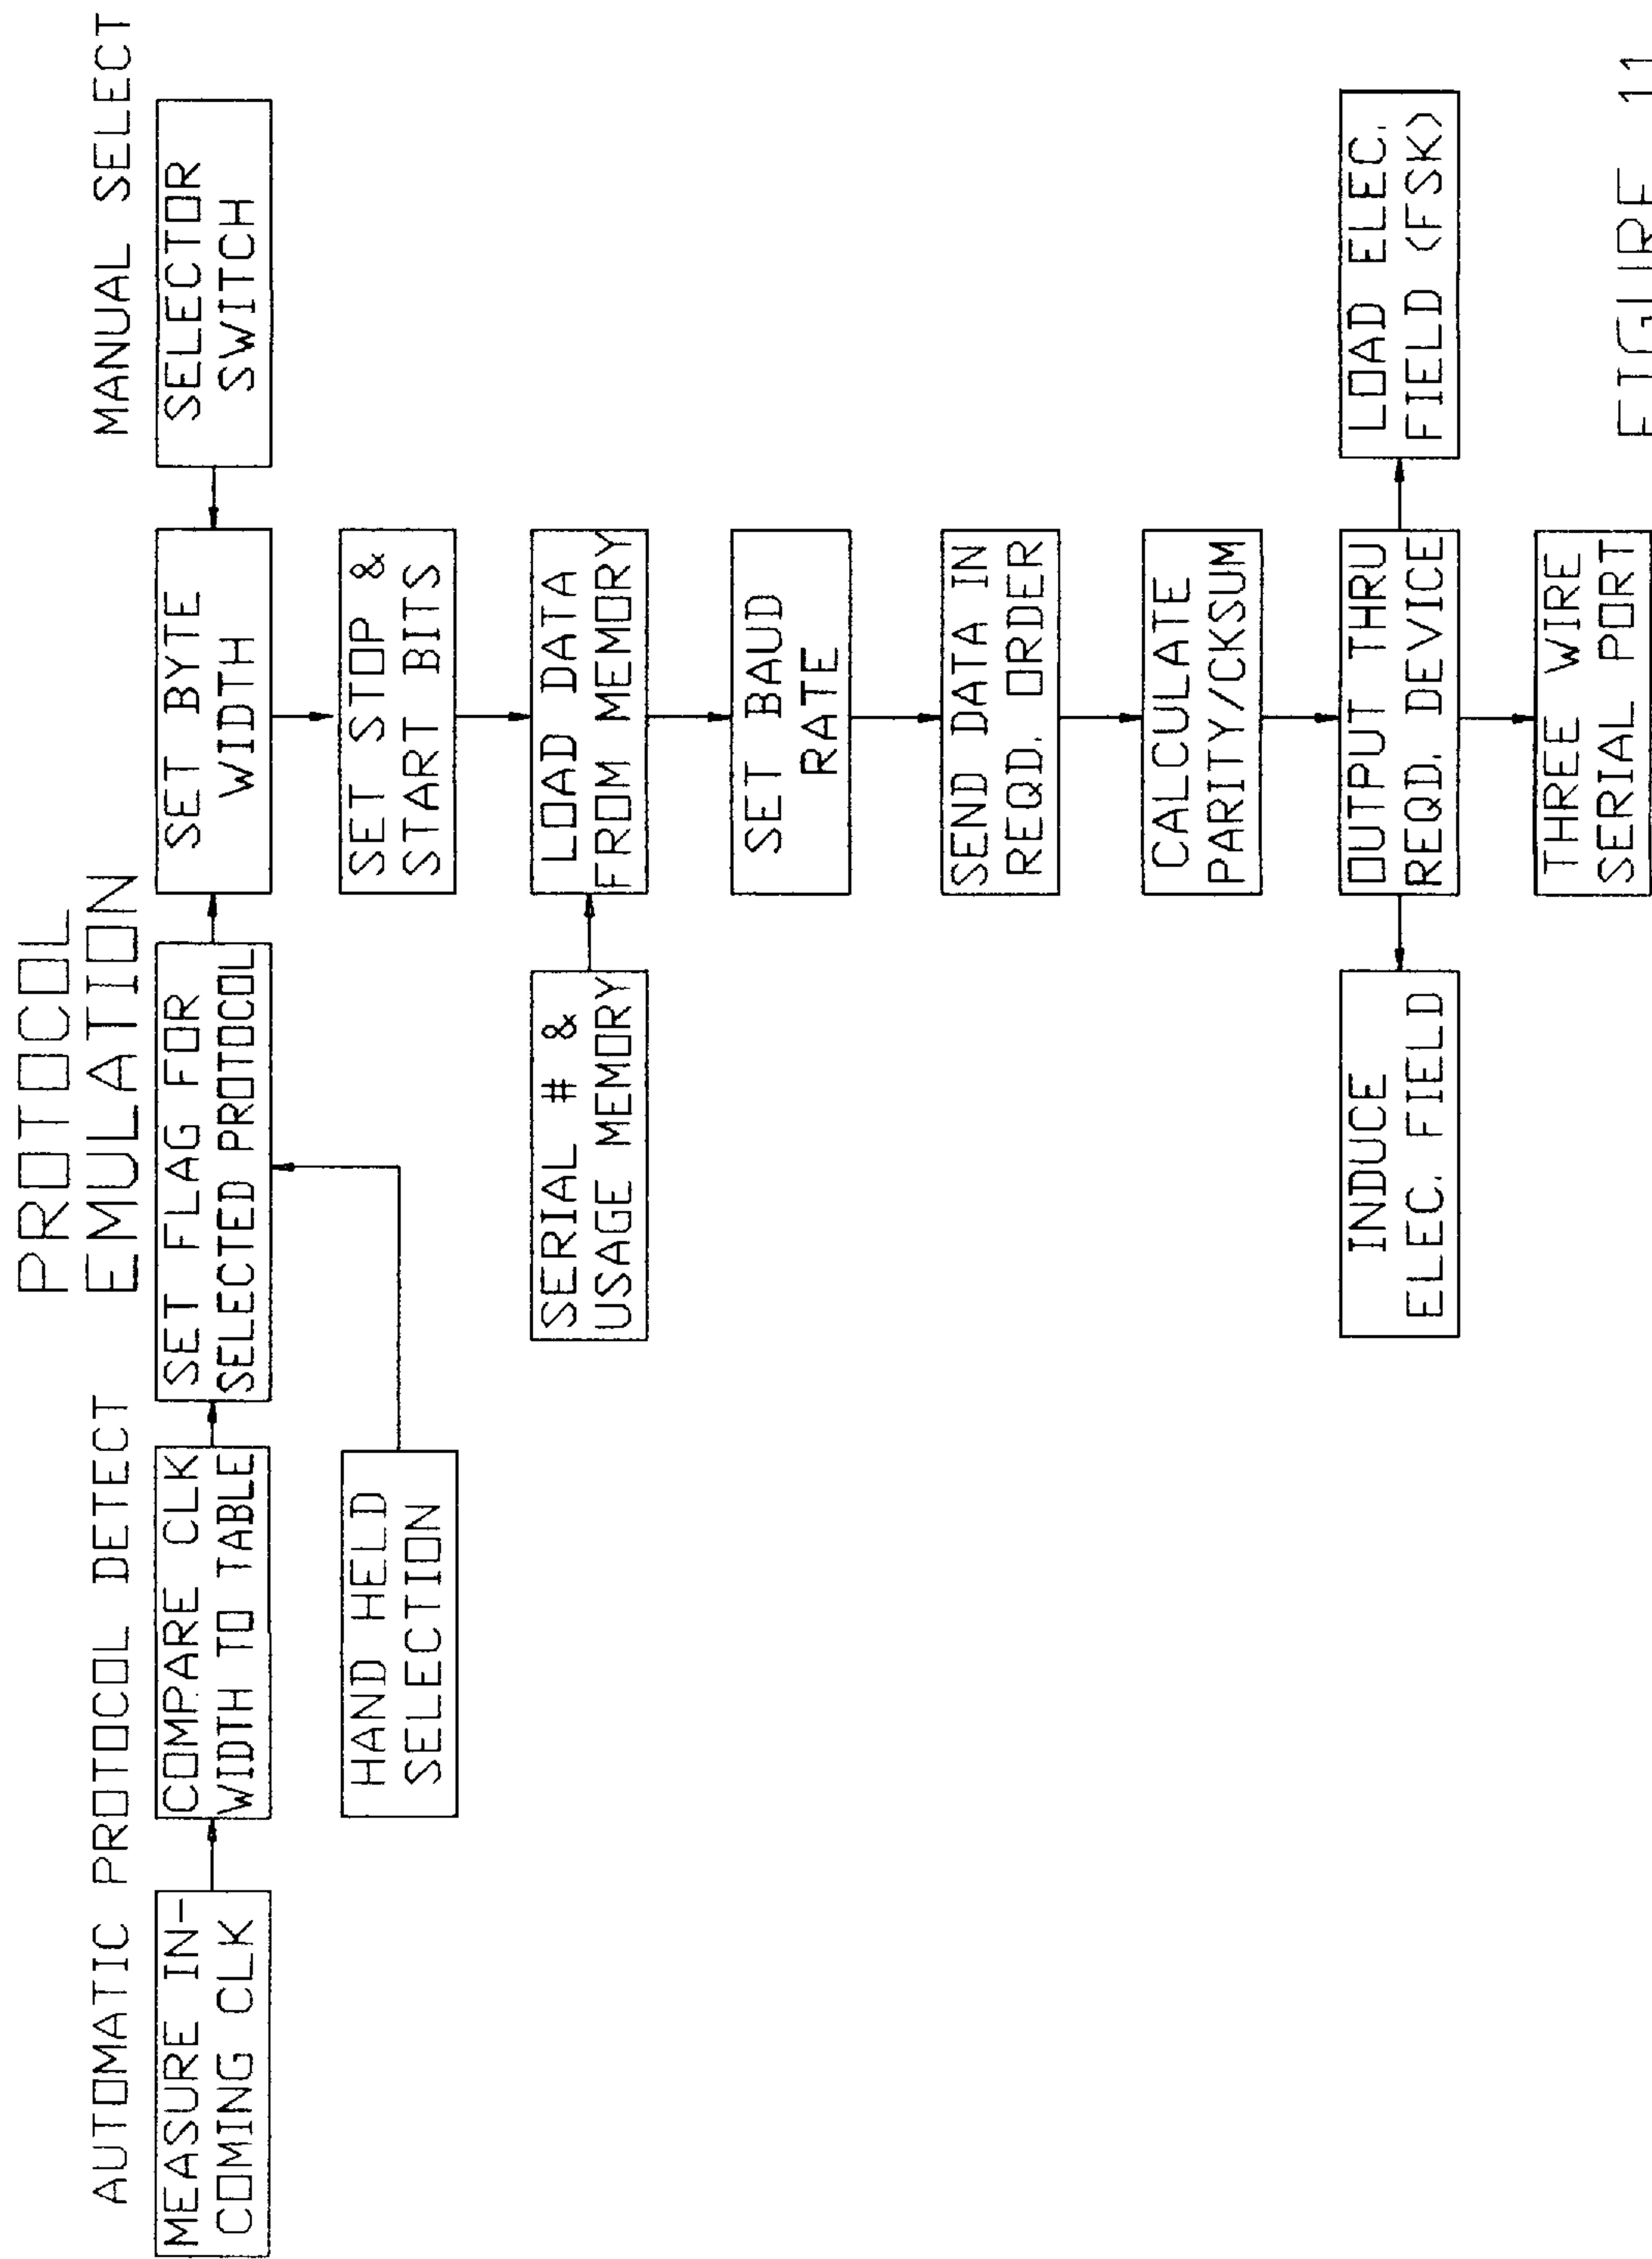 PROTOCOL
EMULATION
AUTOMATIC PROTOCOL DETECT
MANUAL SELECT
MEASURE IN-
COMING CLK
COMPARE CLK
WIDTH TO TABLE
SET FLAG FOR
SELECTED PROTOCOL
SET BYTE
WIDTH
SELECTOR
SWITCH
HAND HELD
SELECTION
SET STOP &
START BITS
SERIAL # &
USAGE MEMORY
LOAD DATA
FROM MEMORY
SET BAUD
RATE
SEND DATA IN
REQD. ORDER
CALCULATE
PARITY/CKSUM
INDUCE
ELEC. FIELD
OUTPUT THRU
REQD. DEVICE
LOAD ELEC.
FIELD (FSK)
THREE WIRE
SERIAL PORT
FIGURE 11